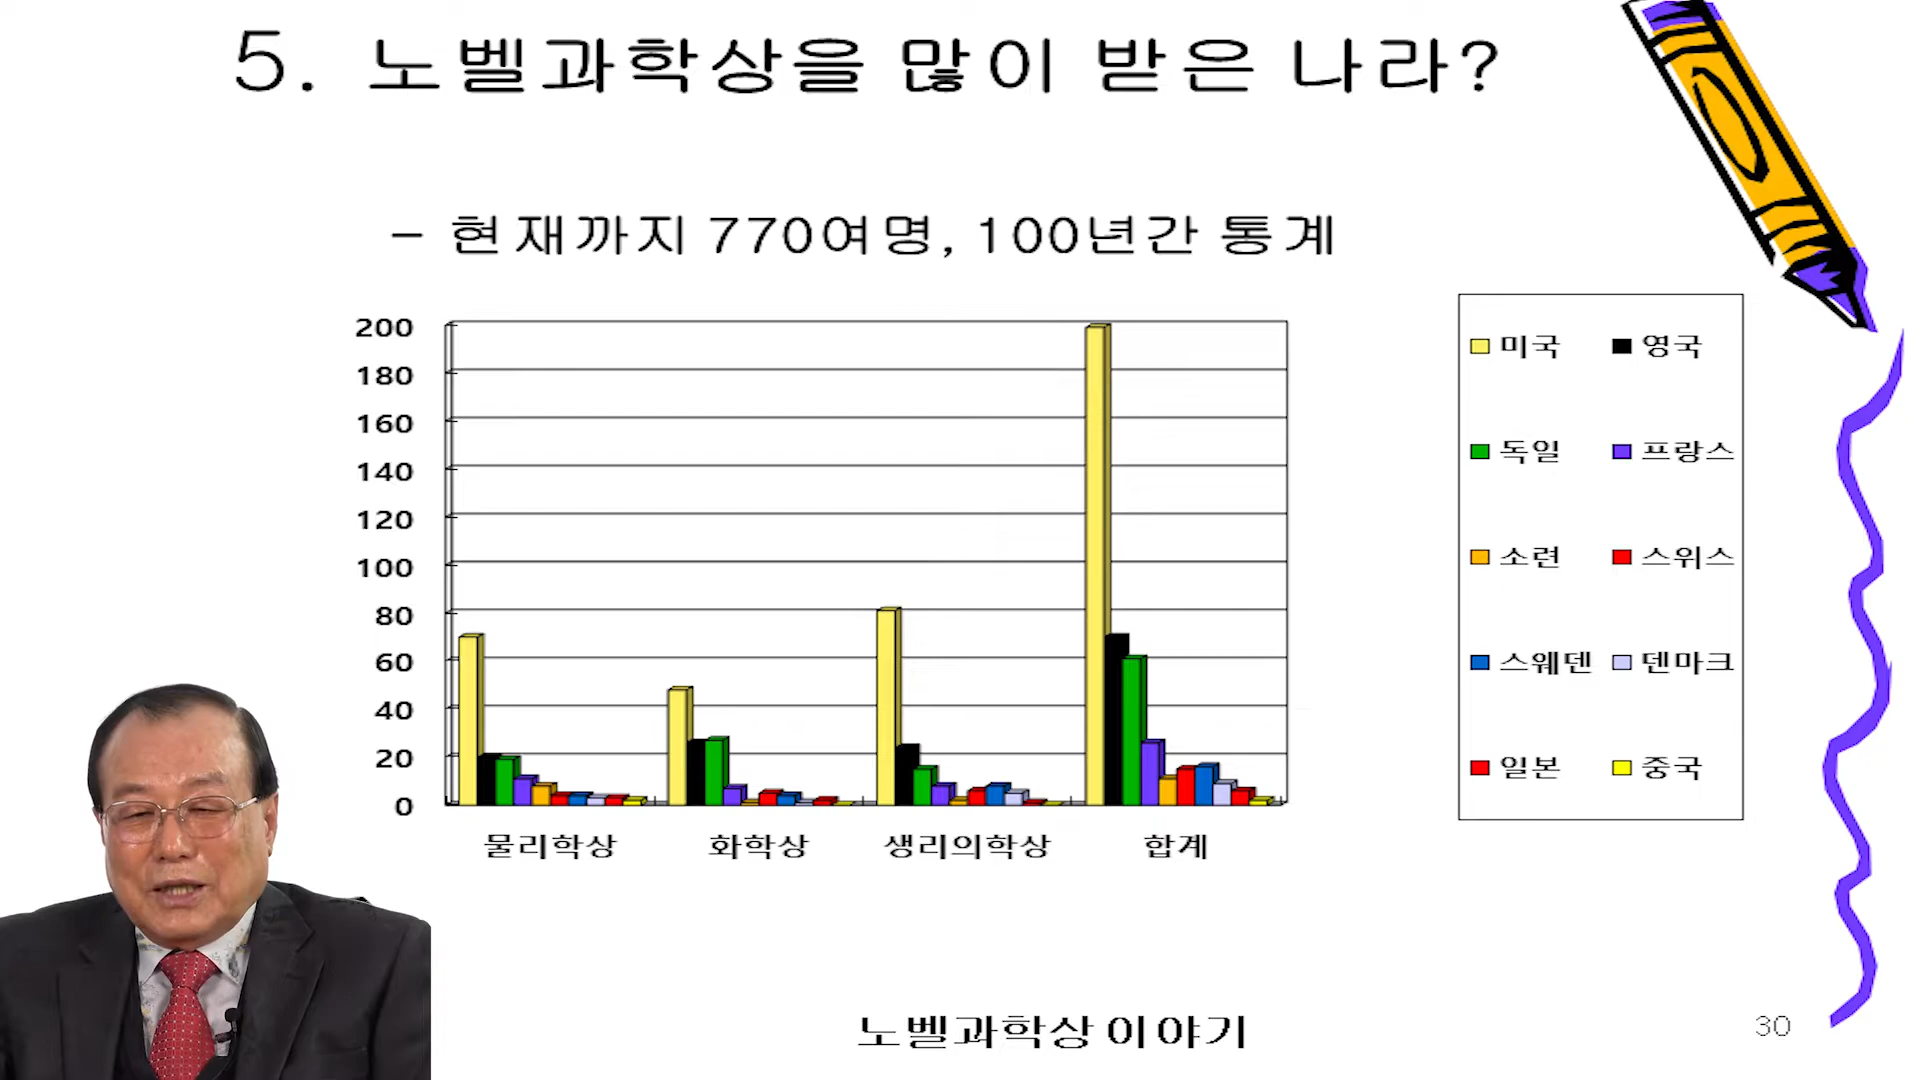 5. 노벨과학상을 많이 받은 나라?
- 현재까지 770여명, 100년간 통계
200
180
160
140
120
100
80
60
40
20
0
물리학상 화학상 생리의학상 합계
미국 영국
독일 프랑스
소련 스위스
스웨덴 덴마크
일본 중국
노벨과학상 이야기
30